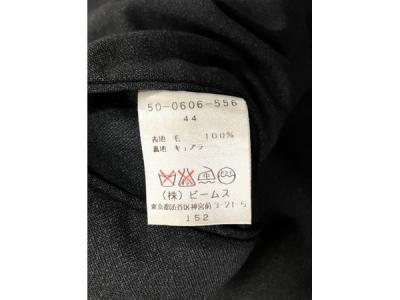 50-0606-556
44
表地 毛 100%
裏地 キュプラ
(株) ビームス
東京都渋谷区神宮前3-21-5
152